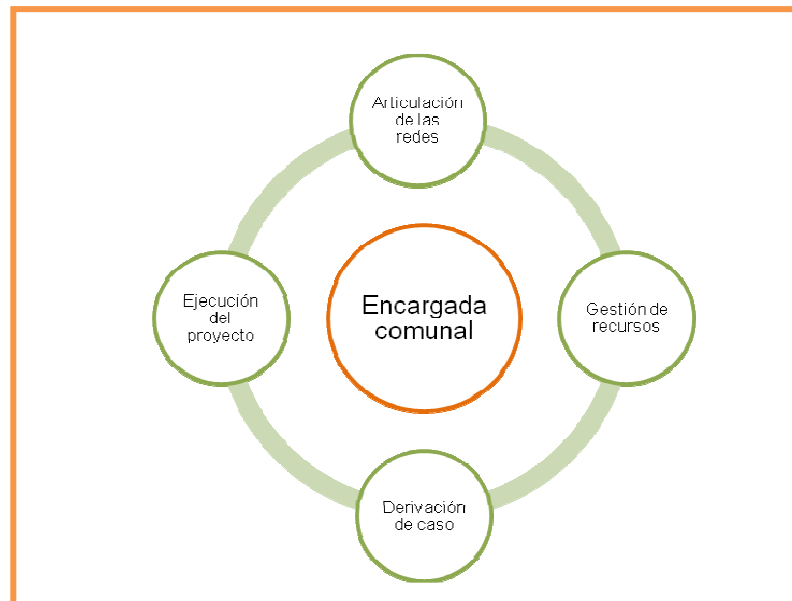 Articulación
de las
redes
Ejecución
del
proyecto
Encargada
comunal
Gestión de
recursos
Derivación
de caso